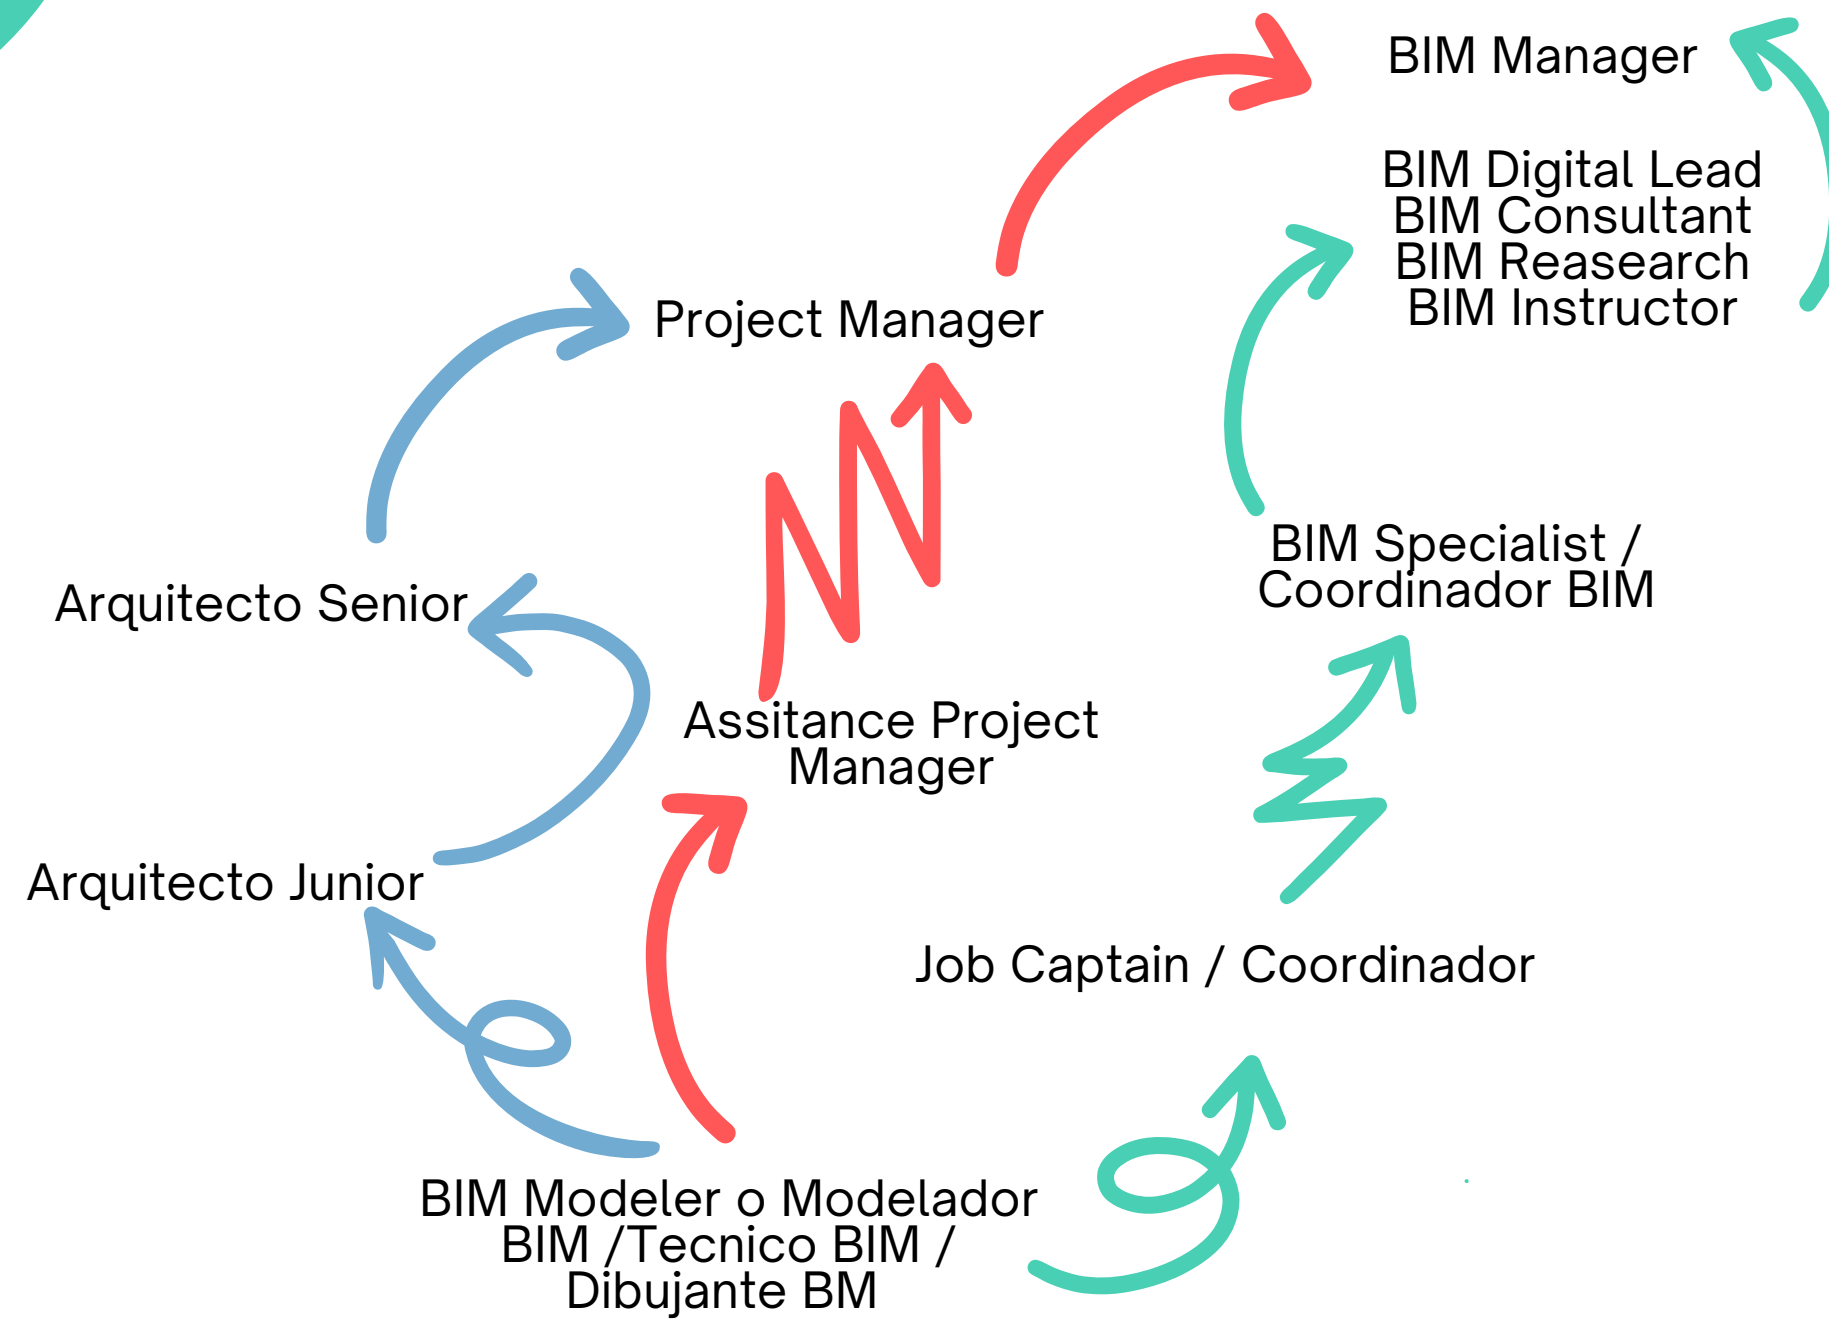 BIM Manager
BIM Digital Lead
BIM Consultant
BIM Reasearch
BIM Instructor
Project Manager
BIM Specialist /
Coordinador BIM
Arquitecto Senior
Assitance Project
Manager
Arquitecto Junior
Job Captain / Coordinador
BIM Modeler o Modelador
BIM /Tecnico BIM /
Dibujante BM